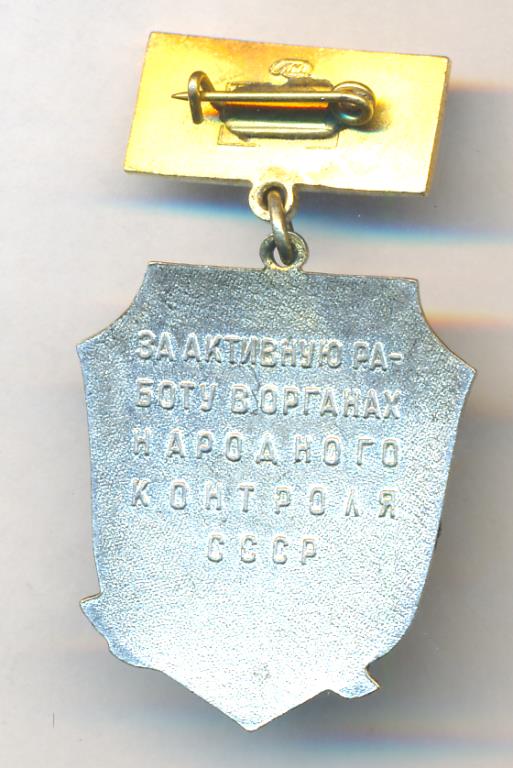 ЗА АКТИВНУЮ РА-
БОТУ В ОРГАНАХ
НАРОДНОГО
КОНТРОЛЯ
СССР